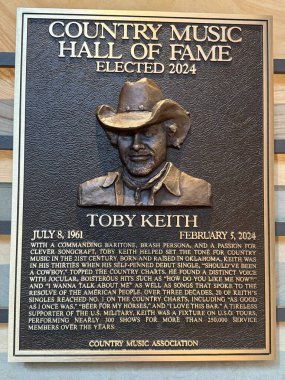 COUNTRY MUSIC
HALL OF FAME
ELECTED 2024
TOBY KEITH
JULY 8, 1961 FEBRUARY 5, 2024
WITH A COMMANDING BARITONE, BRASH PERSONA, AND A PASSION FOR
CLEVER SONGCRAFT, TOBY KEITH HELPED SET THE TONE FOR COUNTRY
MUSIC IN THE 21ST CENTURY. BORN AND RAISED IN OKLAHOMA, KEITH WAS
IN HIS THIRTIES WHEN HIS SELF-PENNED DEBUT SINGLE, "SHOULD'VE BEEN
A COWBOY," TOPPED THE COUNTRY CHARTS. HE FOUND A DISTINCT VOICE
WITH JOCULAR, BOISTEROUS HITS SUCH AS "HOW DO YOU LIKE ME NOW?!"
AND "I WANNA TALK ABOUT ME" AS WELL AS SONGS THAT SPOKE TO THE
RESOLVE OF THE AMERICAN PEOPLE. OVER THREE DECADES, 20 OF KEITH'S
SINGLES REACHED NO. 1 ON THE COUNTRY CHARTS, INCLUDING "AS GOOD
AS I ONCE WAS," "BEER FOR MY HORSES," AND "I LOVE THIS BAR." A TIRELESS
SUPPORTER OF THE U.S. MILITARY, KEITH WAS A FIXTURE ON U.S.O. TOURS,
PERFORMING NEARLY 300 SHOWS FOR MORE THAN 250,000 SERVICE
MEMBERS OVER THE YEARS.
COUNTRY MUSIC ASSOCIATION